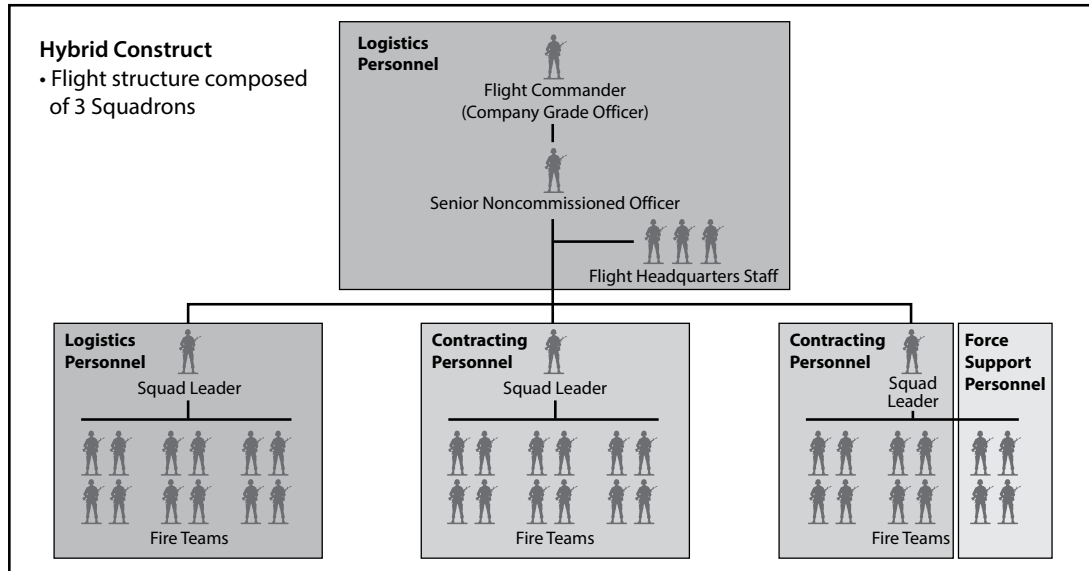 Hybrid Construct
• Flight structure composed
of 3 Squadrons
Logistics
Personnel
Flight Commander
(Company Grade Officer)
Senior Noncommissioned Officer
Flight Headquarters Staff
Logistics
Personnel
Squad Leader
Fire Teams
Contracting
Personnel
Squad Leader
Fire Teams
Contracting
Personnel
Squad
Leader
Fire Teams
Force
Support
Personnel